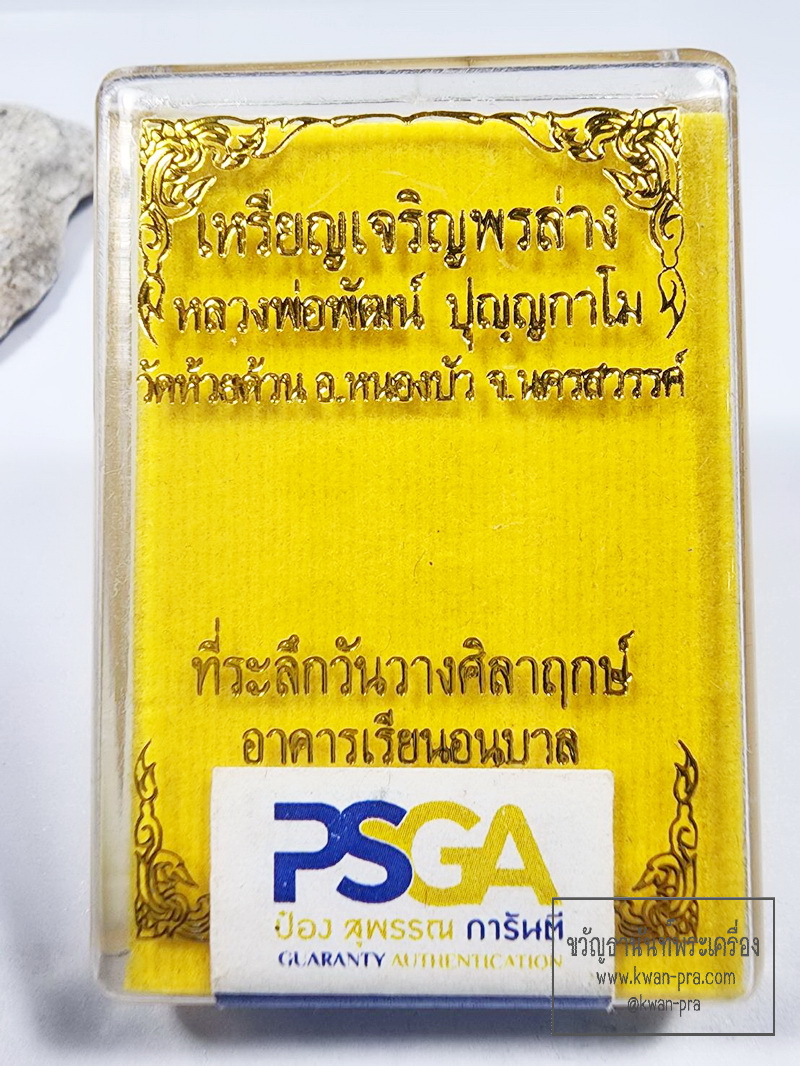 เหรียญเจริญพรล่าง
หลวงพ่อพัฒน์ ปุญฺญกาโม
วัดห้วยด้วน อ.หนองบัว จ.นครสวรรค์
ที่ระลึกวันวางศิลาฤกษ์
อาคารเรียนอนุบาล
PSGA
ป๋อง สุพรรณ การันตี
GUARANTY AUTHENTICATION
ขวัญธานันท์พระเครื่อง
www.kwan-pra.com
@kwan-pra